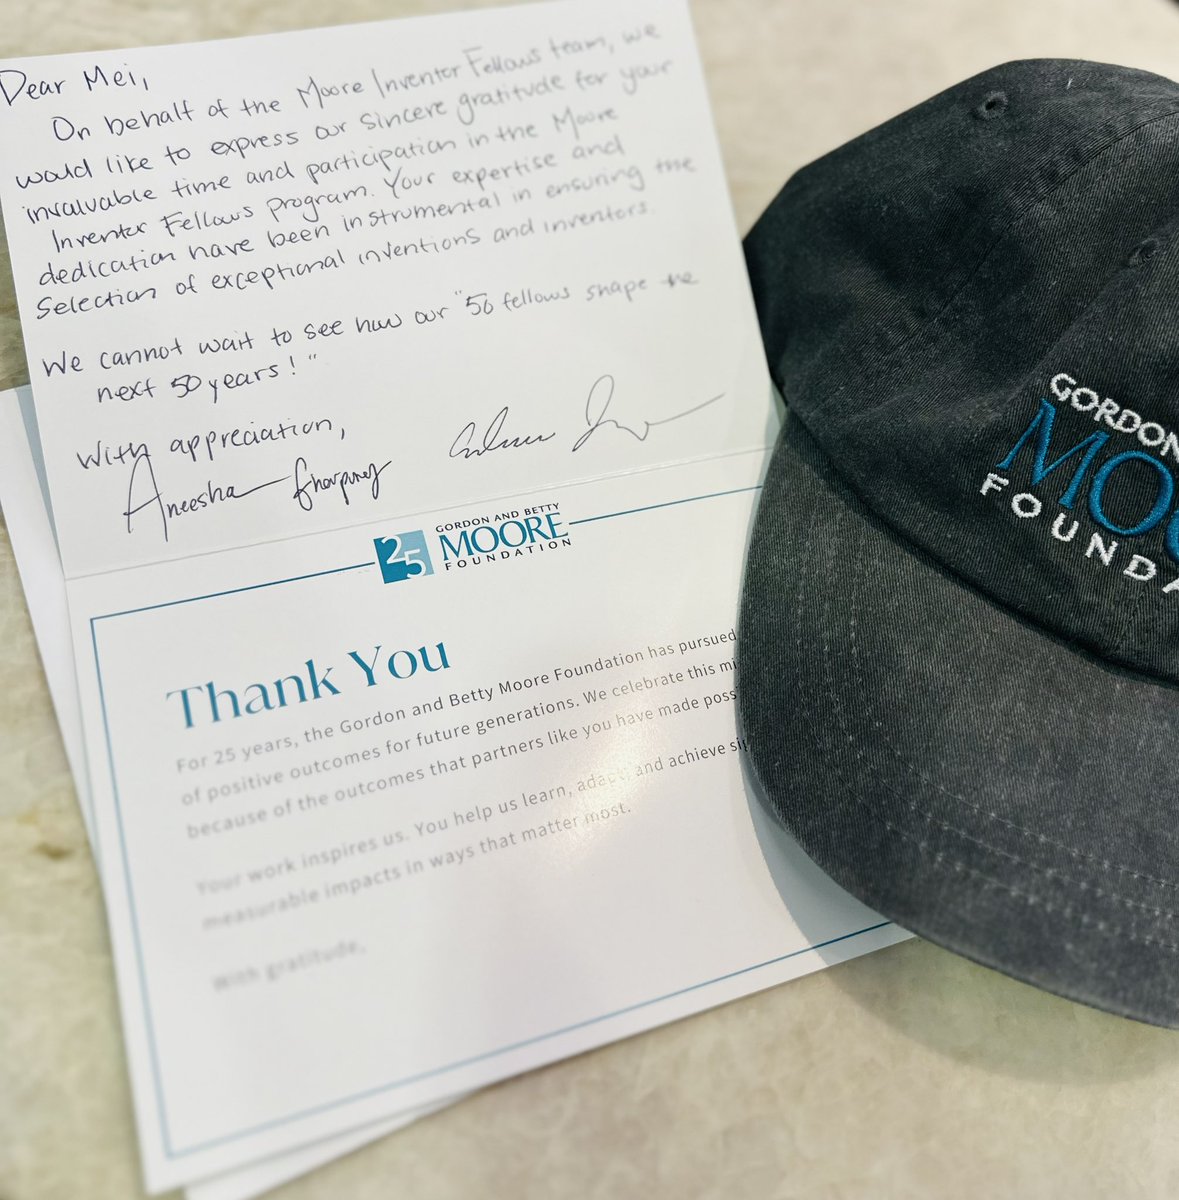 Dear Mei,
On behalf of the Moore Inventor Fellows team, we
would like to express our sincere gratitude for your
invaluable time and participation in the Moore
Inventor Fellows program. Your expertise and
dedication have been instrumental in ensuring the
selection of exceptional inventions and inventors.
We cannot wait to see how our "50 fellows shape the
next 50 years!"
With appreciation,
Aneesha
25
GORDON AND BETTY
MOORE
FOUNDATION
Thank You
For 25 years, the Gordon and Betty Moore Foundation has pursued
of positive outcomes for future generations. We celebrate this mi
because of the outcomes that partners like you have made poss
Your work inspires us. You help us learn, adapt, and achieve si
measurable impacts in ways that matter most.
With gratitude,
GORDON
MOO
FOUNDA